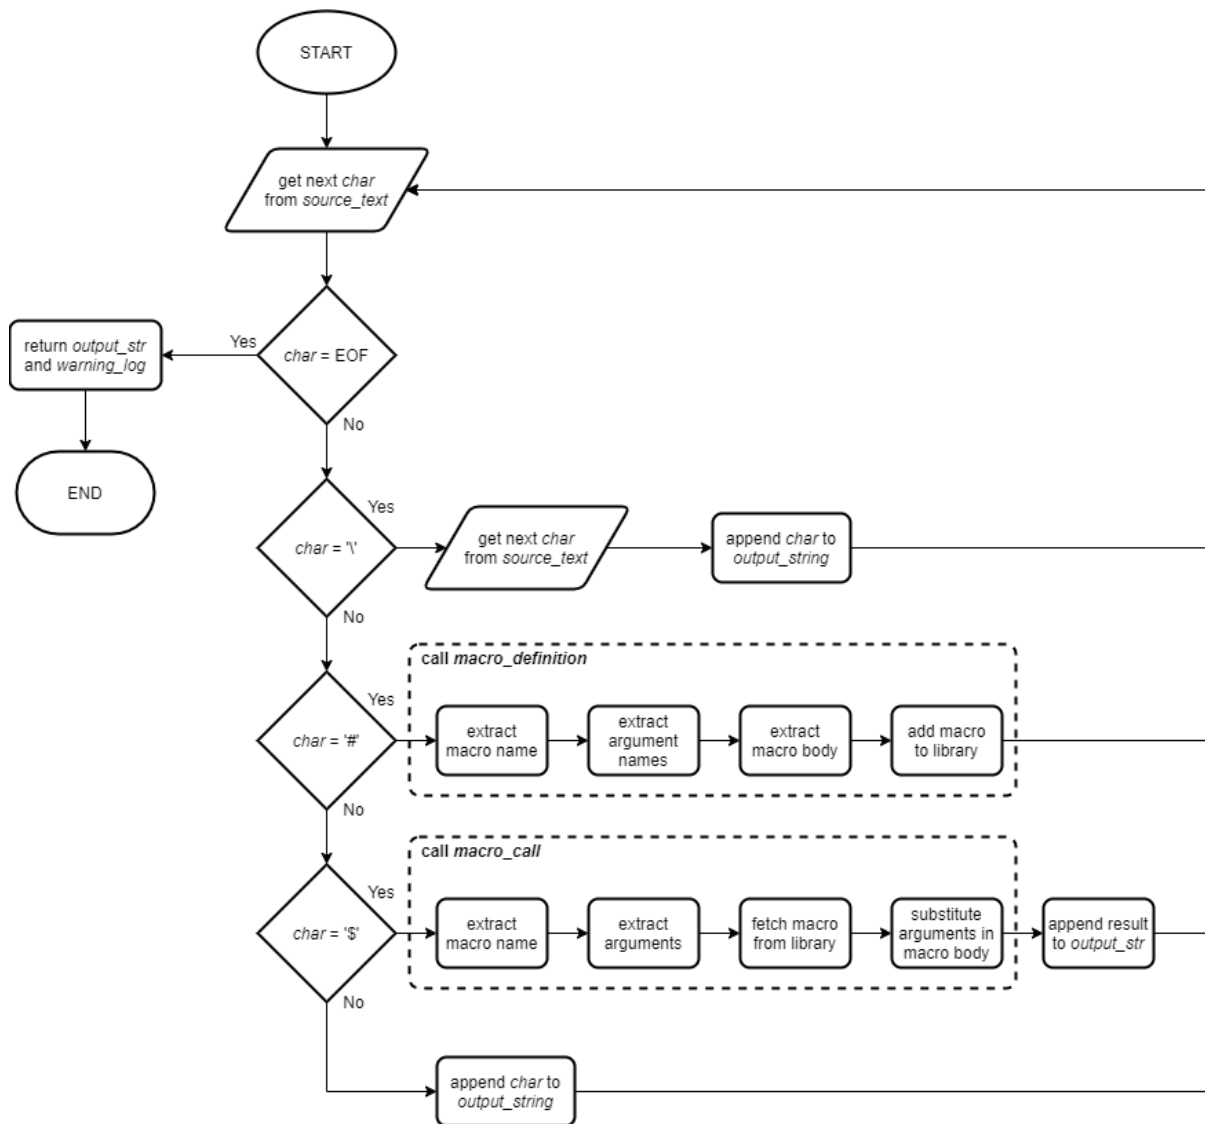 START
get next char
from source_text
char = EOF
Yes
No
return output_str
and warning_log
END
char = '\'
Yes
No
get next char
from source_text
append char to
output_string
char = '#'
Yes
No
call macro_definition
extract
macro name
extract
argument
names
extract
macro body
add macro
to library
char = '$'
Yes
No
call macro_call
extract
macro name
extract
arguments
fetch macro
from library
substitute
arguments in
macro body
append result
to output_str
append char to
output_string